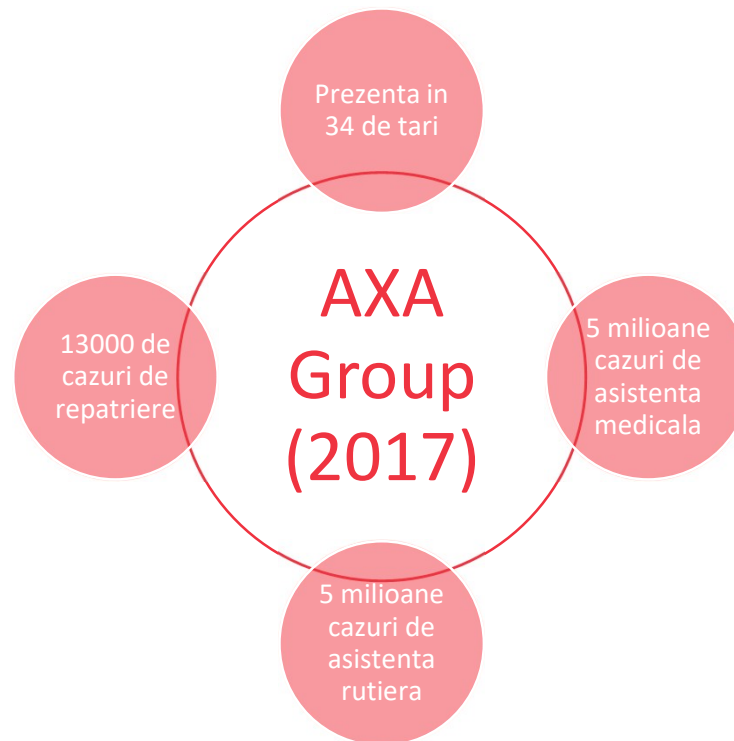 Prezenta in
34 de tari
AXA
Group
(2017)
5 milioane
cazuri de
asistenta
medicala
5 milioane
cazuri de
asistenta
rutiera
13000 de
cazuri de
repatriere